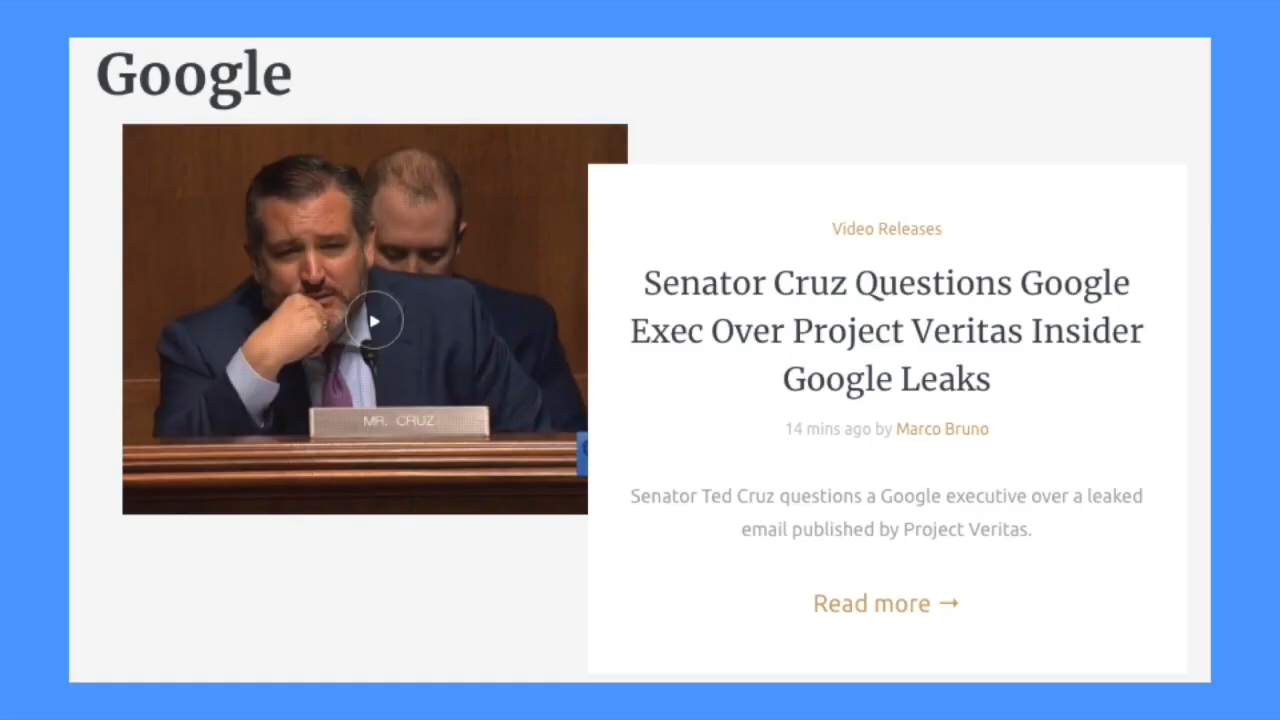 Google
MR. CRUZ
Video Releases
Senator Cruz Questions Google
Exec Over Project Veritas Insider
Google Leaks
14 mins ago by Marco Bruno
Senator Ted Cruz questions a Google executive over a leaked
email published by Project Veritas.
Read more →